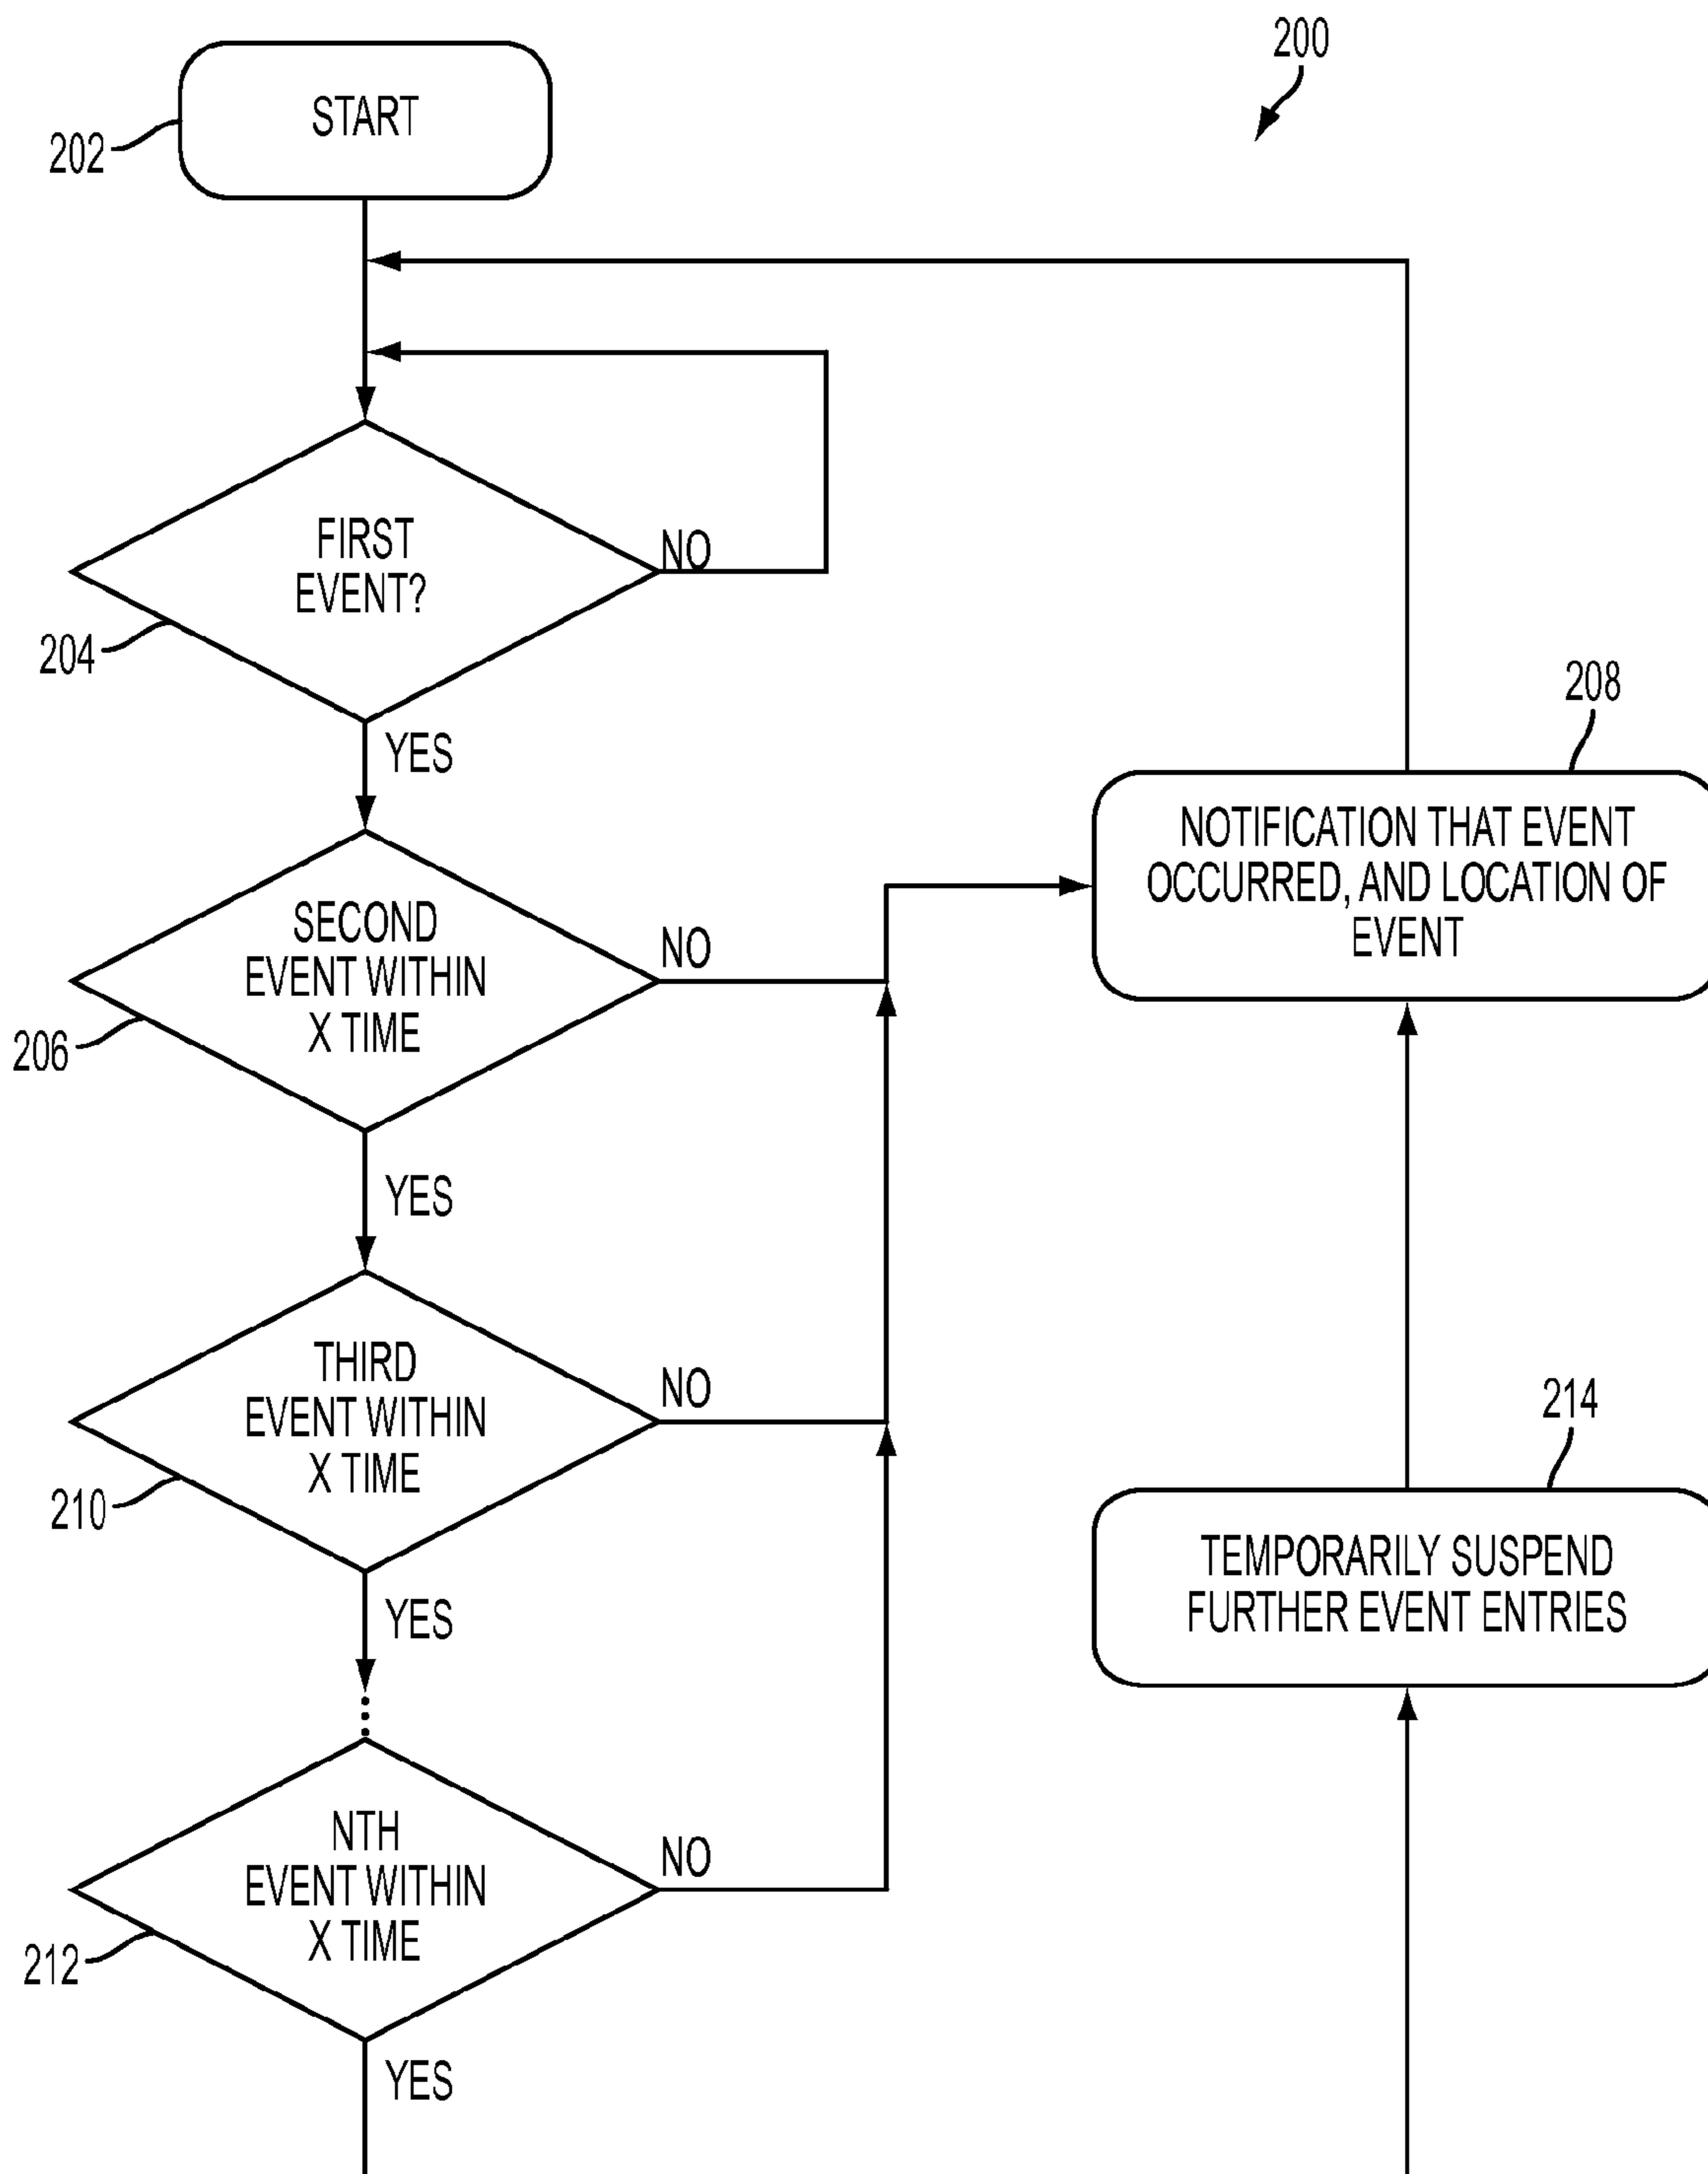 200
START
202
FIRST
EVENT?
NO
204
YES
208
NOTIFICATION THAT EVENT
OCCURRED, AND LOCATION OF
EVENT
SECOND
EVENT WITHIN
X TIME
NO
206
YES
THIRD
EVENT WITHIN
X TIME
NO
210
YES
214
TEMPORARILY SUSPEND
FURTHER EVENT ENTRIES
NTH
EVENT WITHIN
X TIME
NO
212
YES